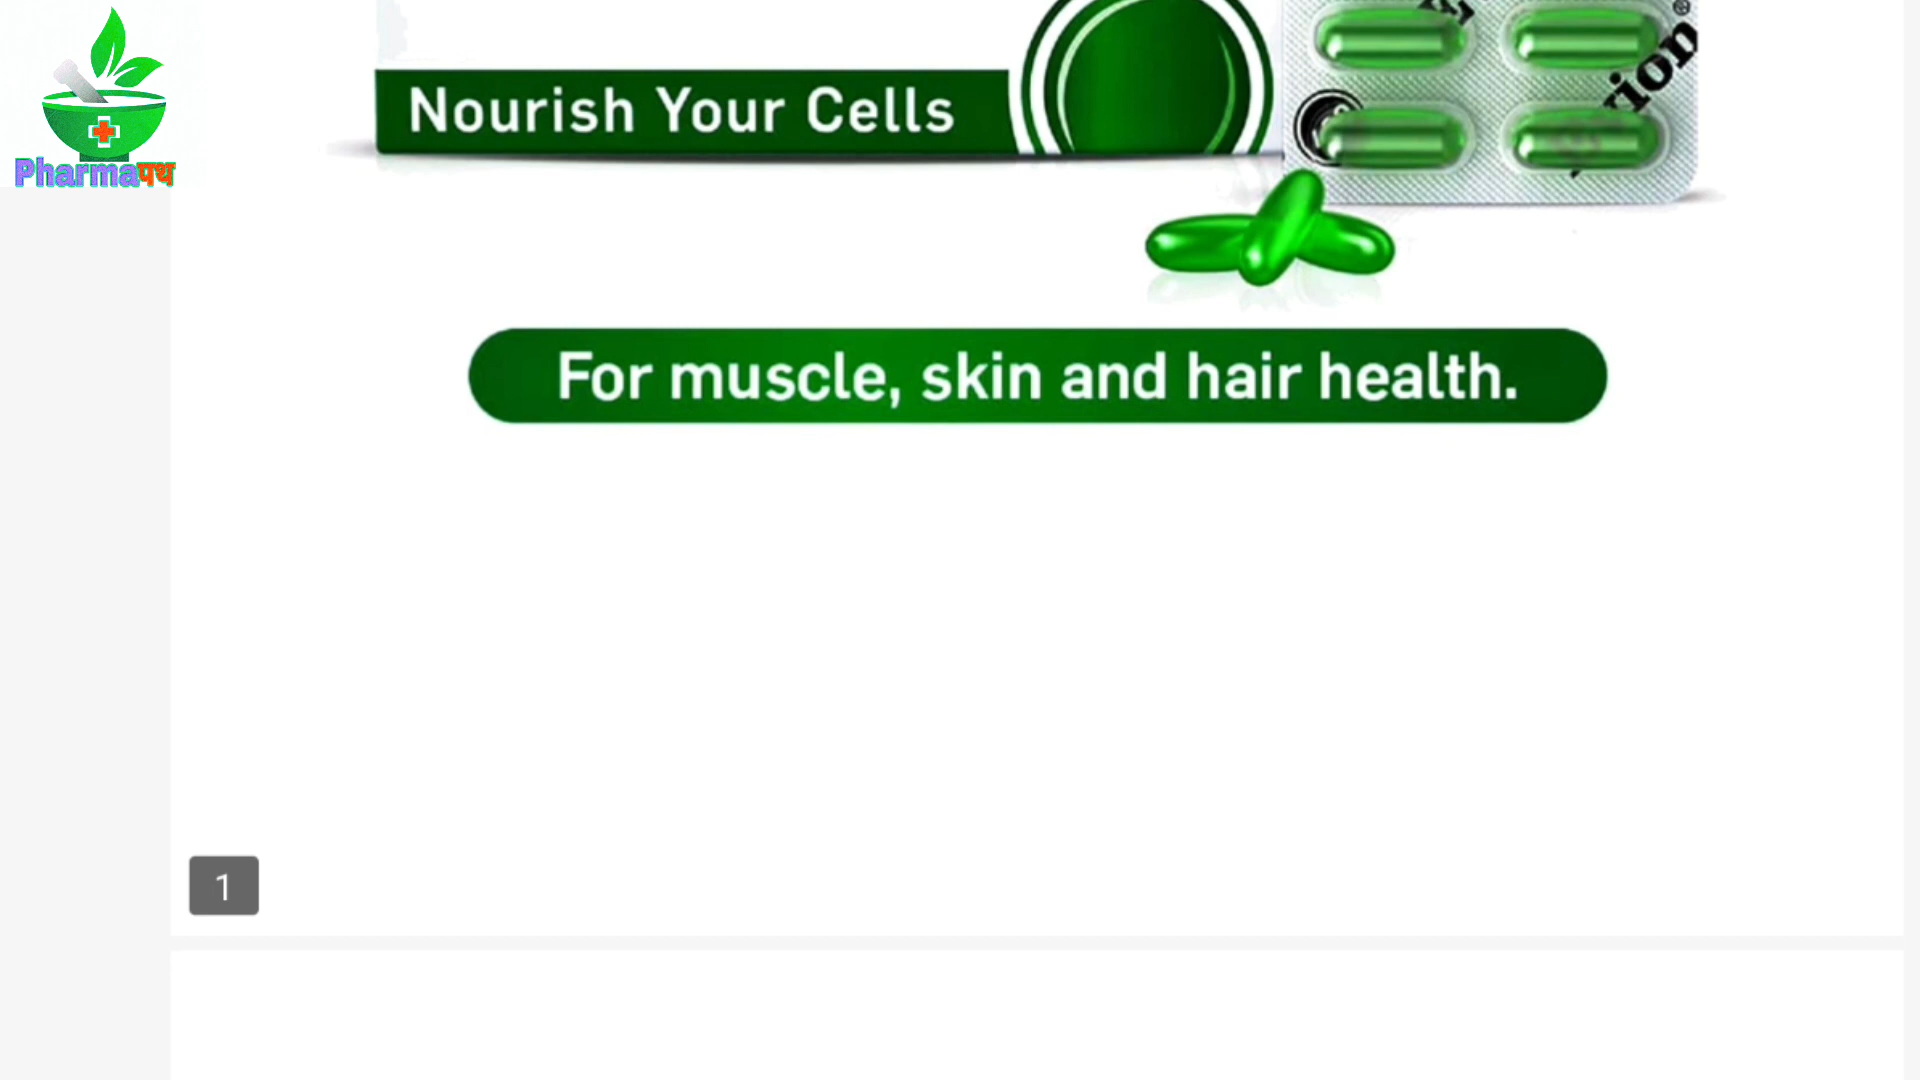 Nourish Your Cells
Pharmaपथ
For muscle, skin and hair health.
1